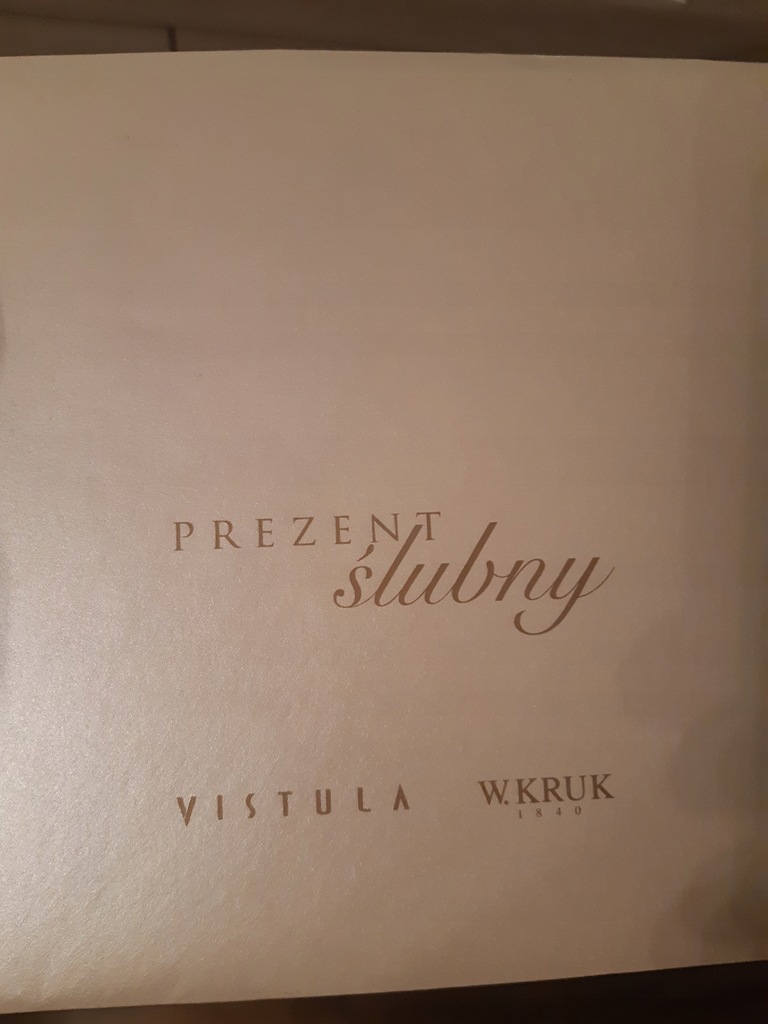 PREZENT
ślubny
VISTULA
W.KRUK
1840